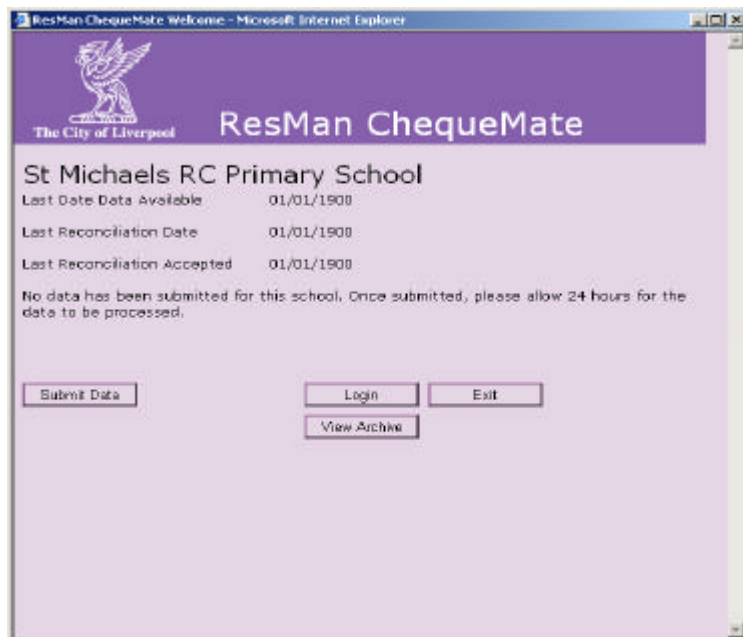 ResMan ChequeMate Welcome - Microsoft Internet Explorer
The City of Liverpool
ResMan ChequeMate
St Michaels RC Primary School
Last Date Data Available 01/01/1900
Last Reconciliation Date 01/01/1900
Last Reconciliation Accepted 01/01/1900
No data has been submitted for this school. Once submitted, please allow 24 hours for the
data to be processed.
Submit Data Login Exit
View Archive